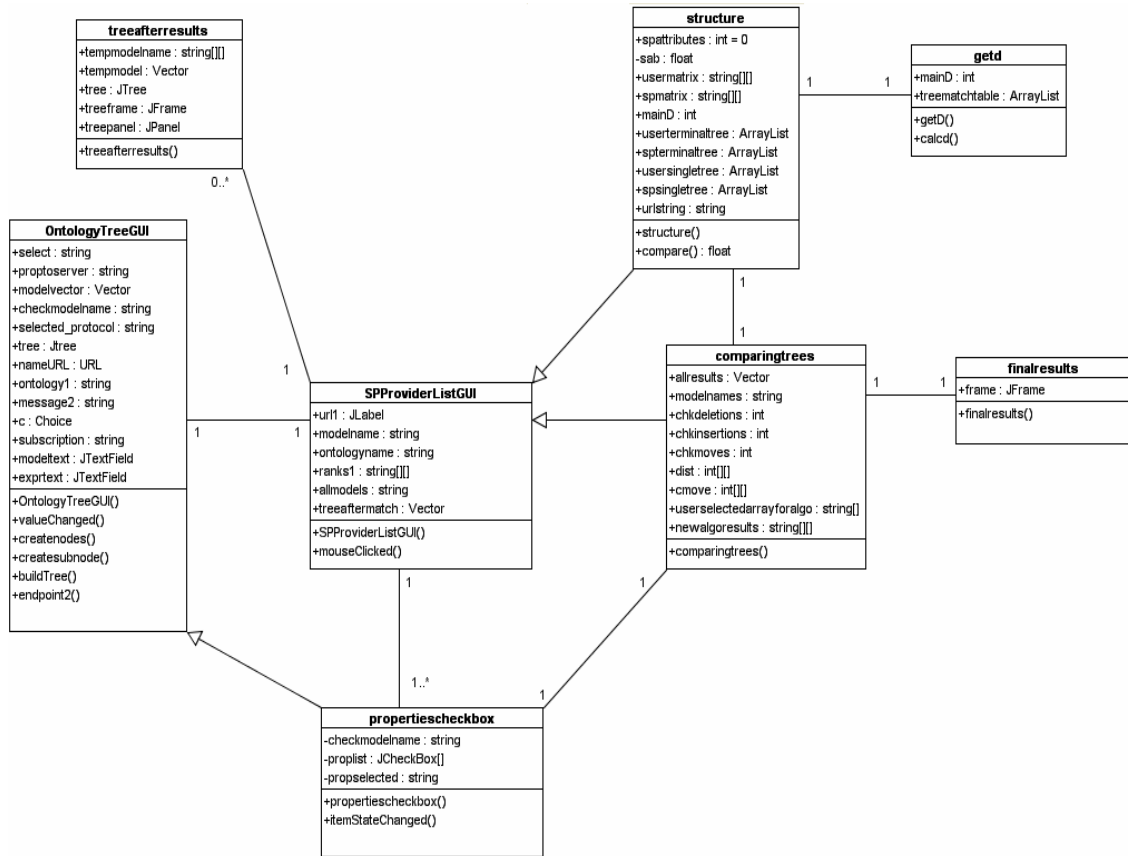 treeafterresults
+tempmodelname : string[][]
+tempmodel : Vector
+tree : JTree
+treeframe : JFrame
+treepanel : JPanel
+treeafterresults()
0..*
structure
+spattributes : int = 0
-sab : float
+usermatrix : string[][]
+spmatrix : string[][]
+mainD : int
+userterminaltree : ArrayList
+spterminaltree : ArrayList
+usersingletree : ArrayList
+spsingletree : ArrayList
+urlstring : string
+structure()
+compare() : float
1
1
getd
+mainD : int
+treematchtable : ArrayList
+getD()
+calcd()
OntologyTreeGUI
+select : string
+proptoserver : string
+modelvector : Vector
+checkmodelname : string
+selected_protocol : string
+tree : Jtree
+nameURL : URL
+ontology1 : string
+message2 : string
+c : Choice
+subscription : string
+modeltext : JTextField
+exprtext : JTextField
+OntologyTreeGUI()
+valueChanged()
+createnodes()
+createsubnode()
+buildTree()
+endpoint2()
1
1
1
SPProviderListGUI
+url1 : JLabel
+modelname : string
+ontologyname : string
+ranks1 : string[][]
+allmodels : string
+treeaftermatch : Vector
+SPProviderListGUI()
+mouseClicked()
1
1
comparingtrees
+allresults : Vector
+modelnames : string
+chkdeletions : int
+chkinsertions : int
+chkmoves : int
+dist : int[][]
+cmove : int[][]
+userselectedarrayforalgo : string[]
+newalgoresults : string[][]
+comparingtrees()
1
1
finalresults
+frame : JFrame
+finalresults()
1
1
1..*
1
propertiescheckbox
-checkmodelname : string
-proplist : JCheckBox[]
-propselected : string
+propertiescheckbox()
+itemStateChanged()